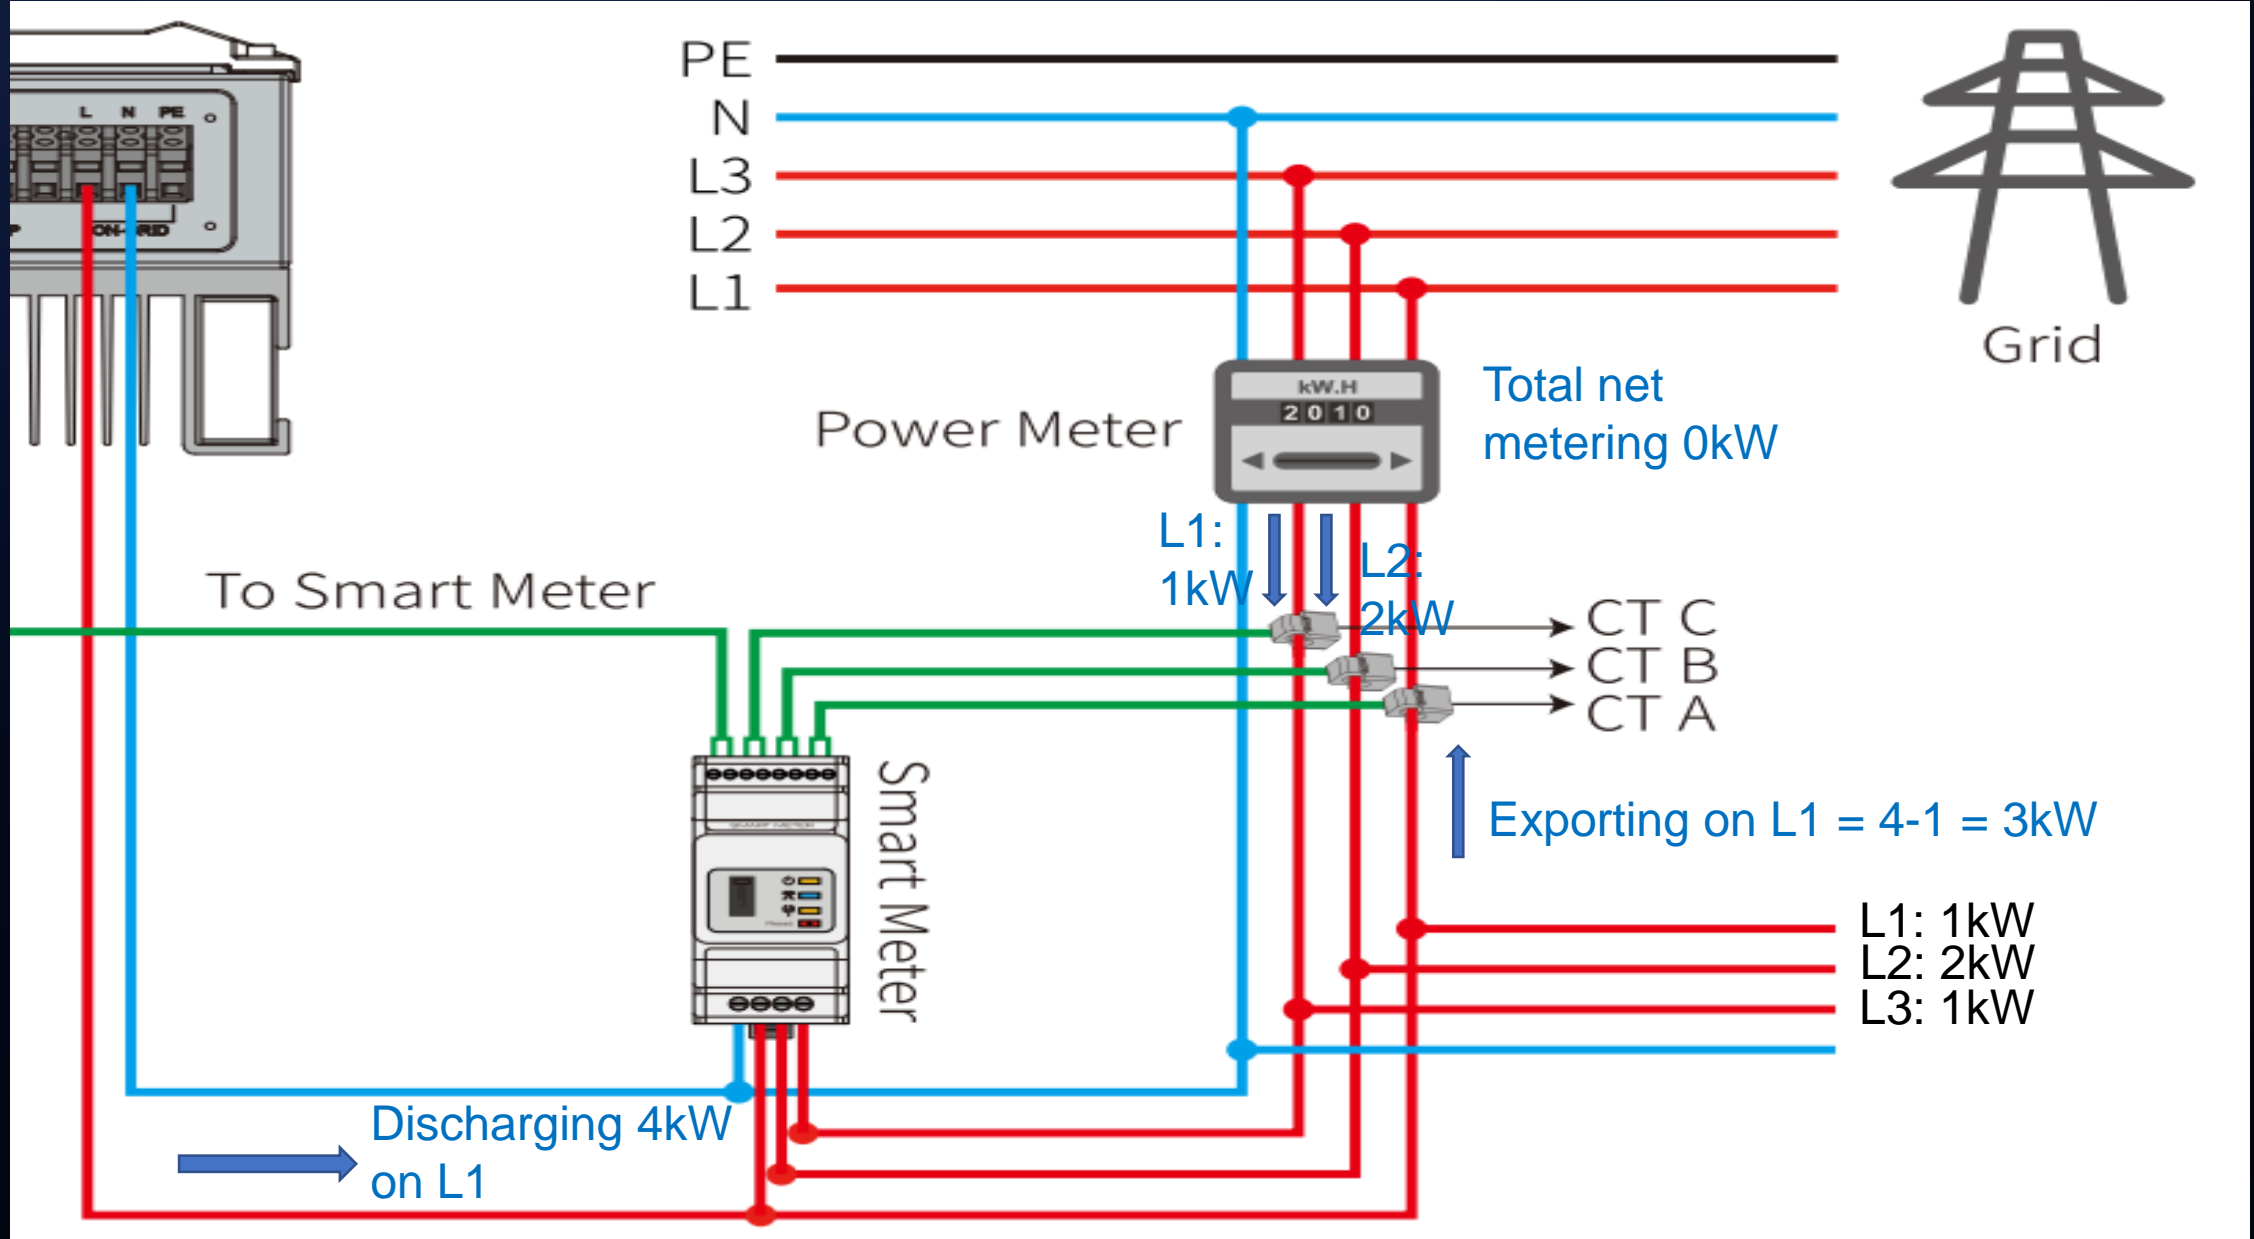 PE
N
L3
L2
L1
Grid
L N PE
ON-GRID
kW.H
2010
Power Meter
Total net
metering 0kW
L1:
1kW
L2:
2kW
To Smart Meter
CT C
CT B
CT A
SMART METER
Smart Meter
Exporting on L1 = 4-1 = 3kW
L1: 1kW
L2: 2kW
L3: 1kW
Discharging 4kW
on L1